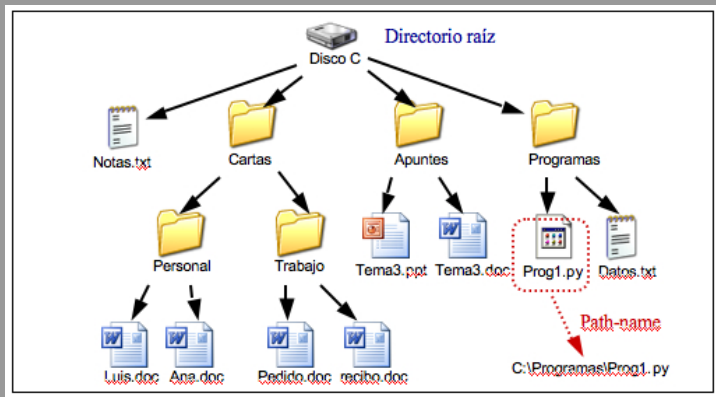 Directorio raíz
Disco C
Notas.txt
Cartas
Apuntes
Programas
Personal
Trabajo
Tema3.ppt
Tema3.doc
Prog1.py
Datos.txt
Path-name
Luis.doc
Ana.doc
Pedido.doc
recibo.doc
C:\Programas\Prog1.py